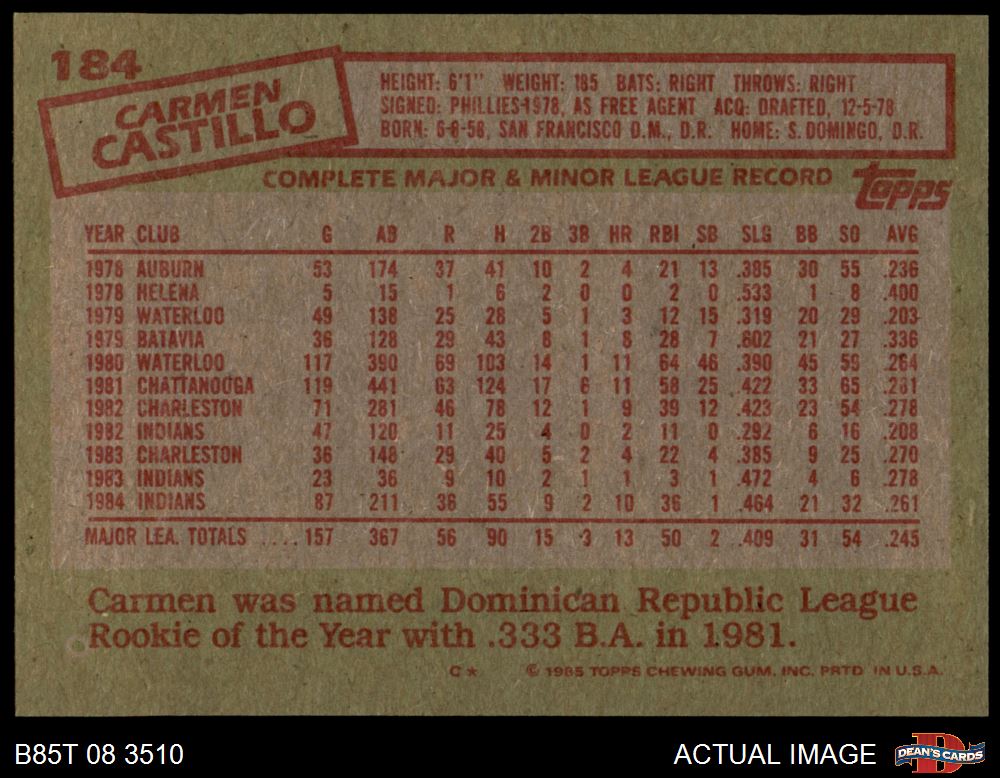 184
CARMEN
CASTILLO
HEIGHT: 6'1" WEIGHT: 185 BATS: RIGHT THROWS: RIGHT
SIGNED: PHILLIES-1978, AS FREE AGENT ACQ: DRAFTED, 12-5-78
BORN: 6-8-58, SAN FRANCISCO D.M., D.R. HOME: S. DOMINGO, D.R.
COMPLETE MAJOR & MINOR LEAGUE RECORD
topps
YEAR CLUB G AB R H 2B 3B HR RBI SB SLG BB SO AVG
1978 AUBURN 53 174 37 41 10 2 4 21 13 .385 30 55 .236
1978 HELENA 5 15 1 6 2 0 0 2 0 .533 1 8 .400
1979 WATERLOO 49 138 25 28 5 1 3 12 15 .319 20 29 .203
1979 BATAVIA 36 128 29 43 8 1 8 28 7 .602 21 27 .336
1980 WATERLOO 117 390 69 103 14 1 11 64 46 .390 45 59 .264
1981 CHATTANOOGA 119 441 63 124 17 6 11 58 25 .422 33 65 .281
1982 CHARLESTON 71 281 46 78 12 1 9 39 12 .423 23 54 .278
1982 INDIANS 47 120 11 25 4 0 2 11 0 .292 6 16 .208
1983 CHARLESTON 36 148 29 40 5 2 4 22 4 .385 9 25 .270
1983 INDIANS 23 36 9 10 2 1 1 3 1 .472 4 6 .278
1984 INDIANS 87 211 36 55 9 2 10 36 1 .464 21 32 .261
MAJOR LEA. TOTALS .... 157 367 56 90 15 3 13 50 2 .409 31 54 .245
Carmen was named Dominican Republic League
Rookie of the Year with .333 B.A. in 1981.
C* © 1985 TOPPS CHEWING GUM, INC. PRTD IN U.S.A.
B85T 08 3510
ACTUAL IMAGE
D
DEAN'S CARDS